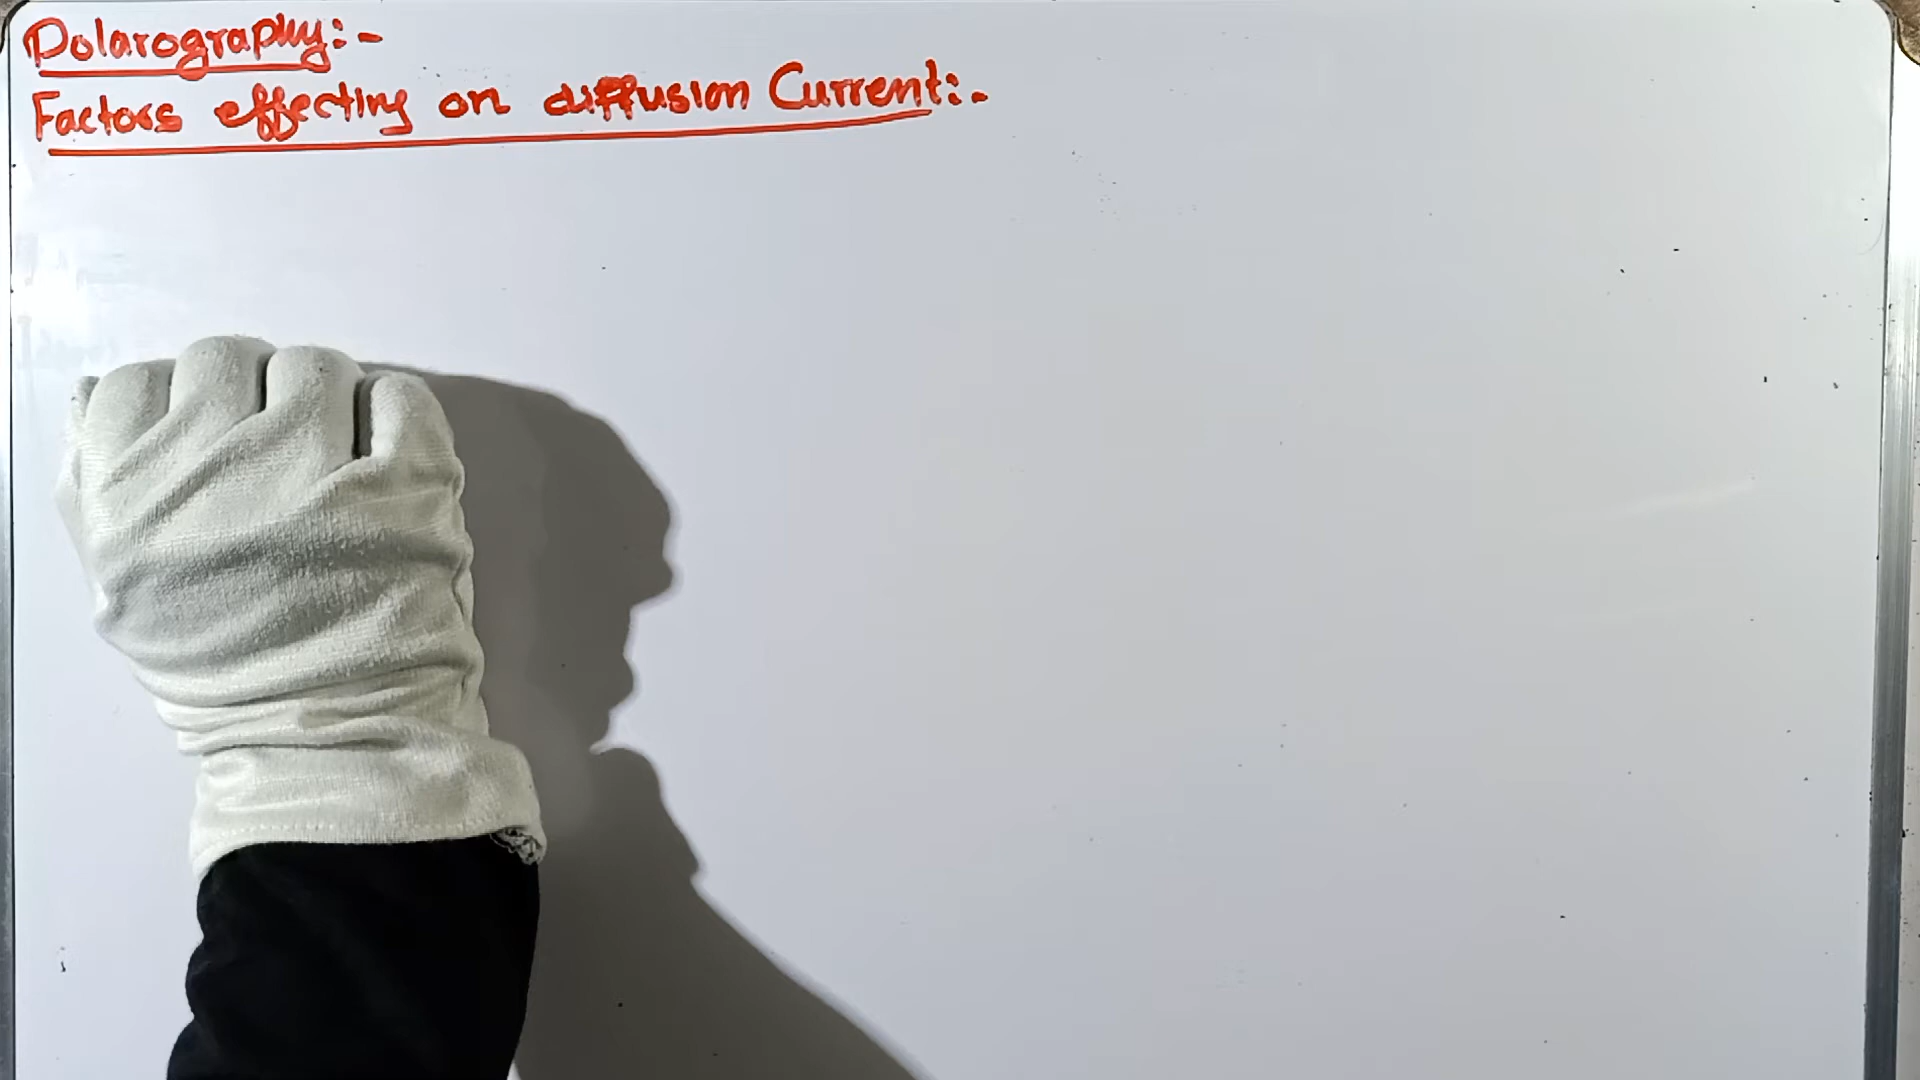 Polarography:-
Factors effecting on diffusion Current:-